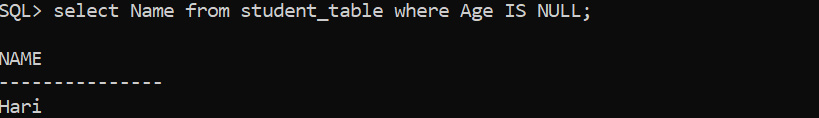 SQL> select Name from student_table where Age IS NULL;
NAME
---------------
Hari